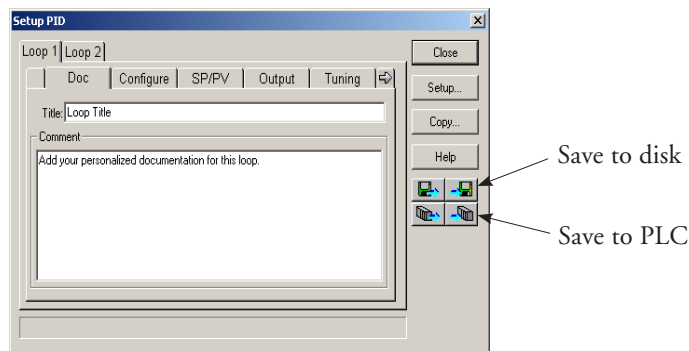 Setup PID
Loop 1 Loop 2
Close
Doc Configure SP/PV Output Tuning
Setup...
Title: Loop Title
Copy...
Comment
Add your personalized documentation for this loop.
Help
Save to disk
Save to PLC